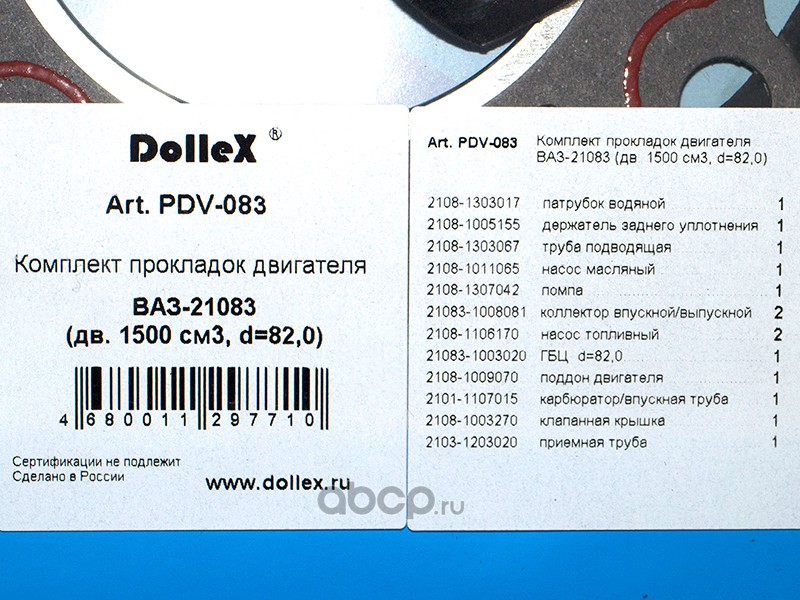 DolleX ®
Art. PDV-083
Комплект прокладок двигателя
ВАЗ-21083
(дв. 1500 см3, d=82,0)
4 680011 297710
Сертификации не подлежит
Сделано в России
www.dollex.ru
Art. PDV-083 Комплект прокладок двигателя
ВАЗ-21083 (дв. 1500 см3, d=82,0)
2108-1303017 патрубок водяной 1
2108-1005155 держатель заднего уплотнения 1
2108-1303067 труба подводящая 1
2108-1011065 насос масляный 1
2108-1307042 помпа 1
21083-1008081 коллектор впускной/выпускной 2
2108-1106170 насос топливный 2
21083-1003020 ГБЦ d=82,0 1
2108-1009070 поддон двигателя 1
2101-1107015 карбюратор/впускная труба 1
2108-1003270 клапанная крышка 1
2103-1203020 приемная труба 1
abcp.ru